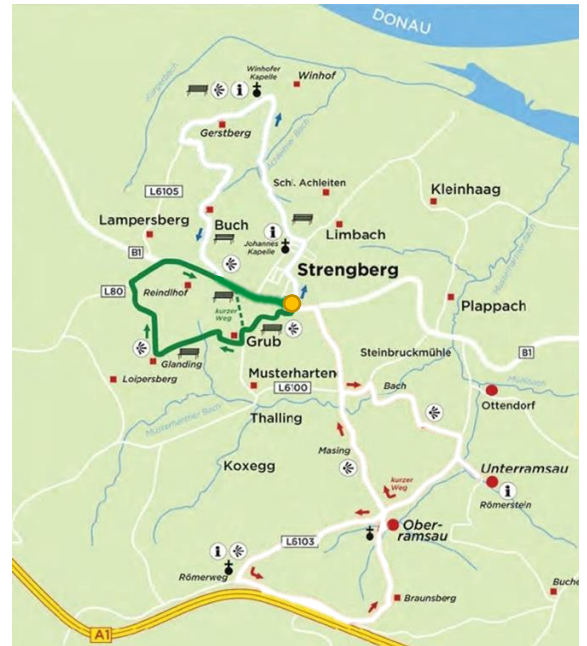 DONAU
Winhofer
Kapelle
Winhof
Gerstberg
Achleitner Bach
L6105
Schl. Achleiten
Kleinhaag
Lampersberg
Buch
Johannes
Kapelle
Limbach
B1
Strengberg
L80
Reindlhof
kurzer
Weg
Plappach
Grub
Steinbruckmühle
B1
Glanding
Loipersberg
Musterharten
L6100
Bach
Ottendorf
Thalling
Koxegg
Masing
Unterramsau
Römerstein
kurzer
Weg
L6103
Ober-
ramsau
Römerweg
Braunsberg
A1